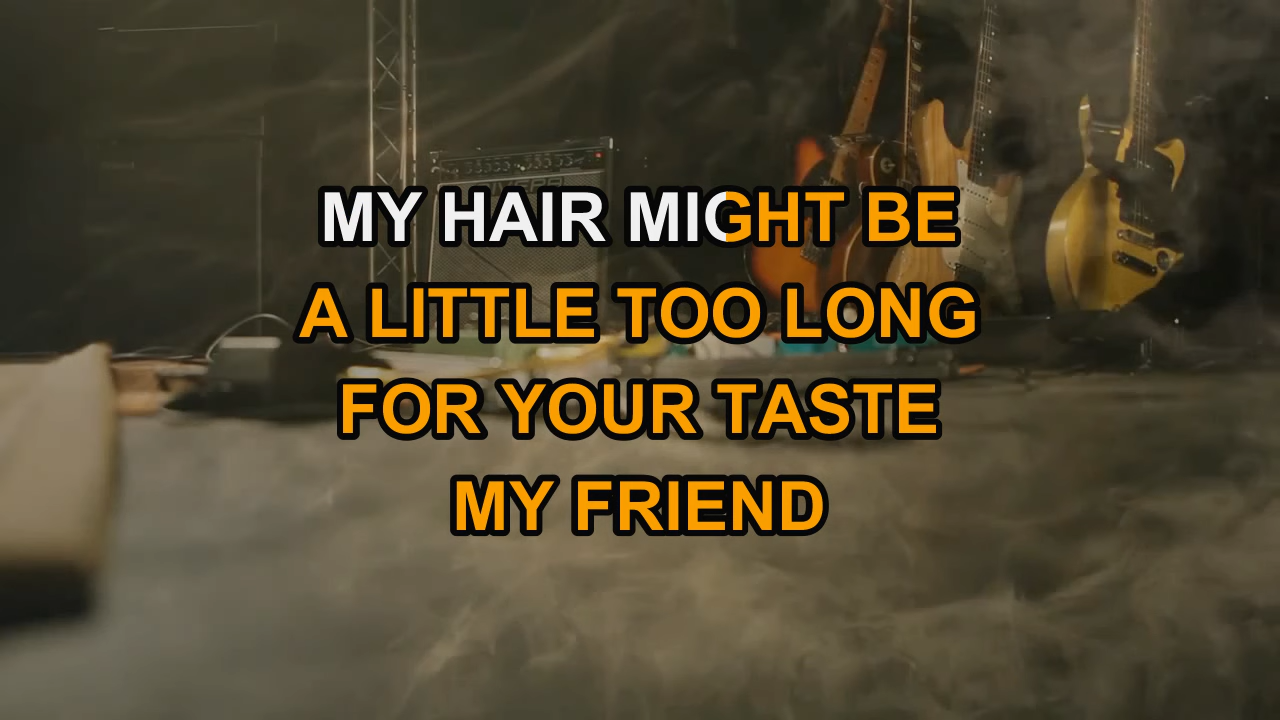 MY HAIR MIGHT BE
A LITTLE TOO LONG
FOR YOUR TASTE
MY FRIEND